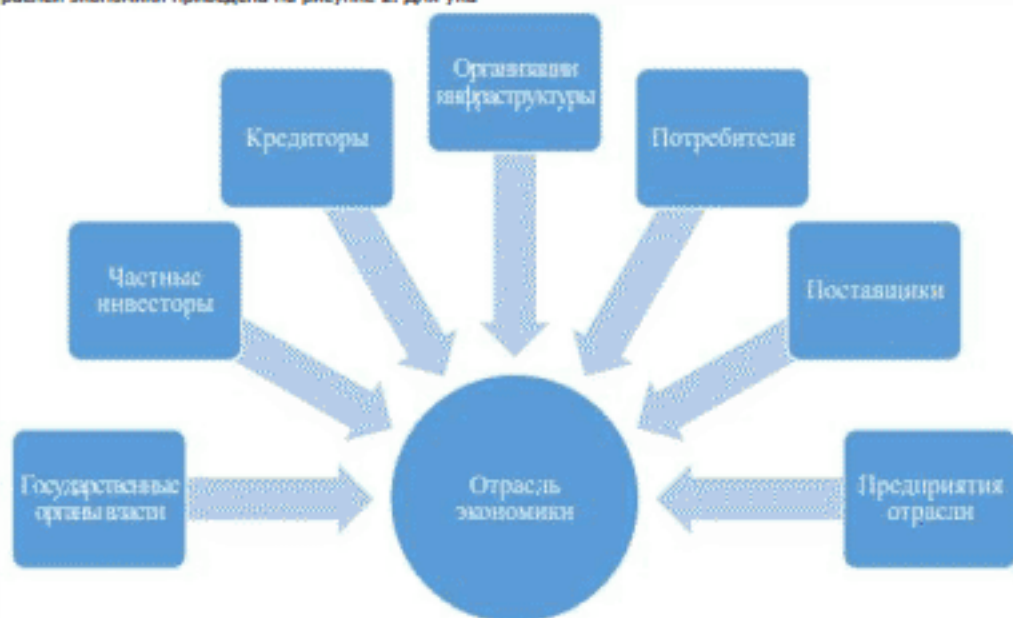 Организации
инфраструктуры
Кредиторы
Потребители
Частные
инвесторы
Поставщики
Государственные
органы власти
Отрасль
экономики
Предприятия
отрасли